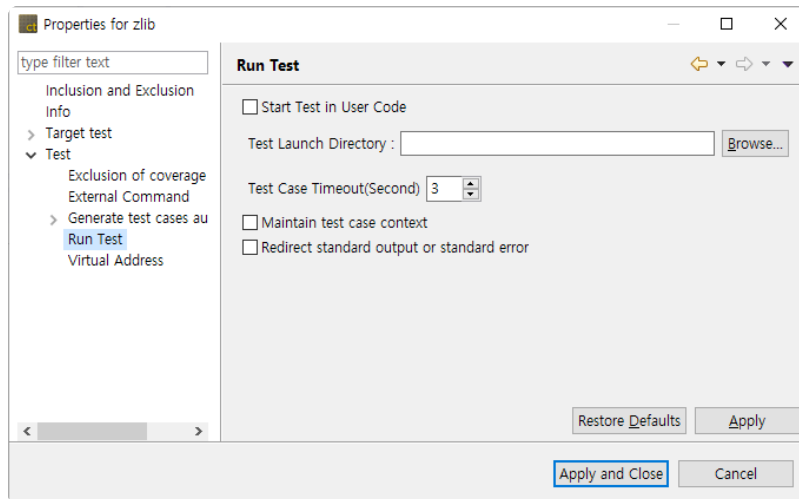 ct Properties for zlib
type filter text
Inclusion and Exclusion
Info
Target test
Test
Exclusion of coverage
External Command
Generate test cases au
Run Test
Virtual Address
Run Test
Start Test in User Code
Test Launch Directory : Browse...
Test Case Timeout(Second) 3
Maintain test case context
Redirect standard output or standard error
Restore Defaults Apply
Apply and Close Cancel